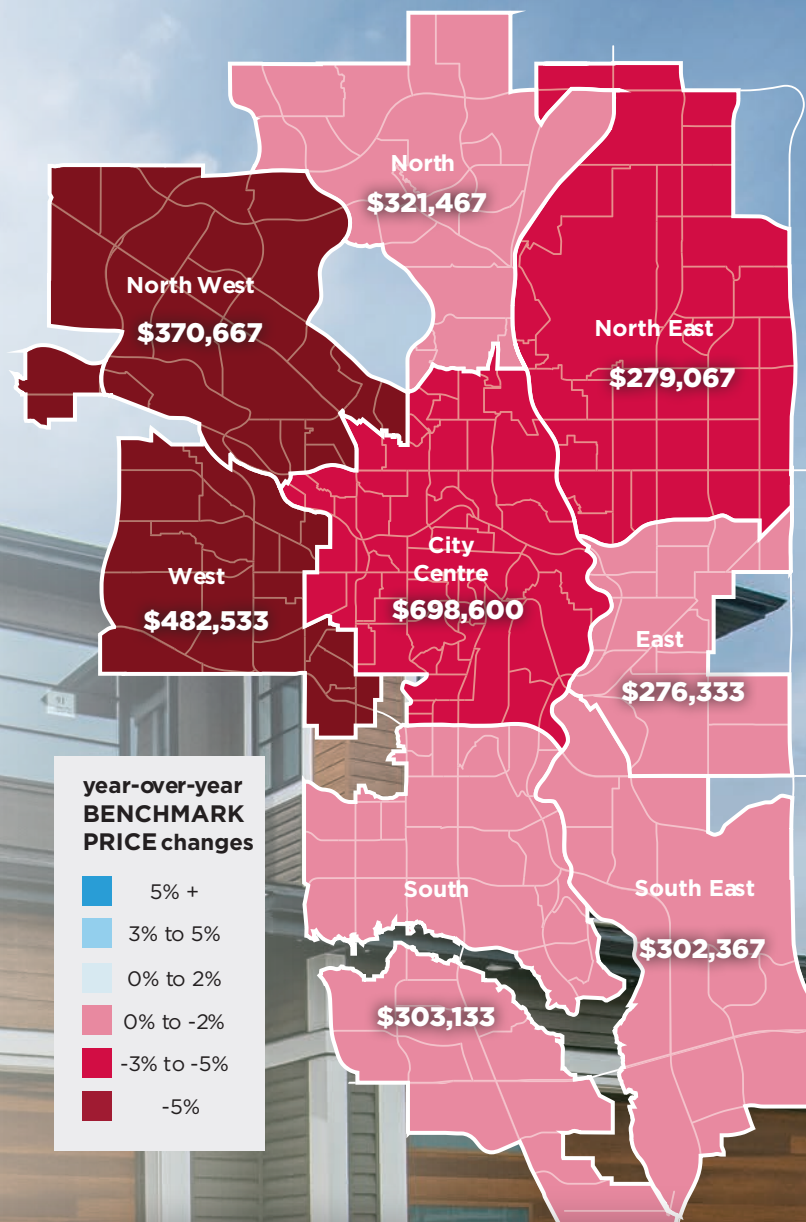 North
$321,467
North West
$370,667
North East
$279,067
City
Centre
$698,600
West
$482,533
East
$276,333
South
$303,133
South East
$302,367
year-over-year
BENCHMARK
PRICE changes
5% +
3% to 5%
0% to 2%
0% to -2%
-3% to -5%
-5%